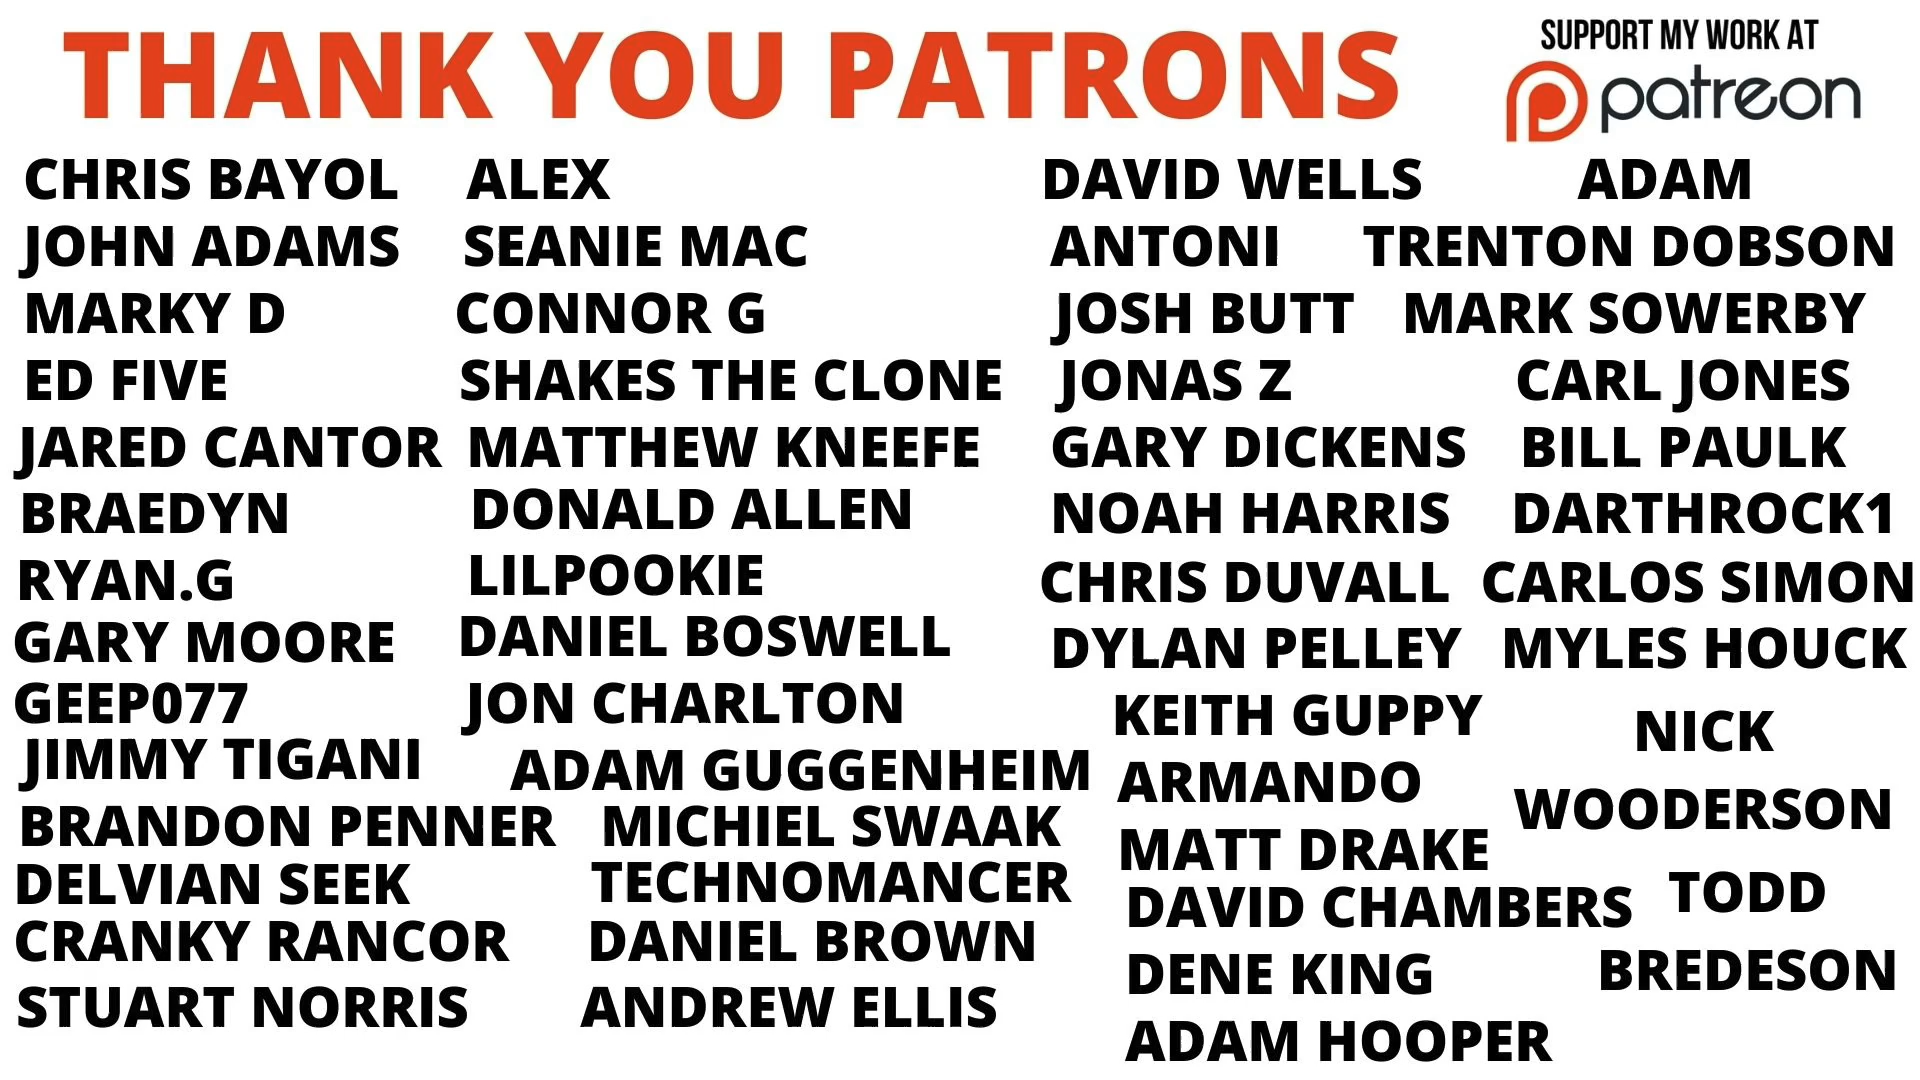 THANK YOU PATRONS
SUPPORT MY WORK AT
patreon
CHRIS BAYOL
JOHN ADAMS
MARKY D
ED FIVE
JARED CANTOR
BRAEDYN
RYAN.G
GARY MOORE
GEEP077
JIMMY TIGANI
BRANDON PENNER
DELVIAN SEEK
CRANKY RANCOR
STUART NORRIS
ALEX
SEANIE MAC
CONNOR G
SHAKES THE CLONE
MATTHEW KNEEFE
DONALD ALLEN
LILPOOKIE
DANIEL BOSWELL
JON CHARLTON
ADAM GUGGENHEIM
MICHIEL SWAAK
TECHNOMANCER
DANIEL BROWN
ANDREW ELLIS
DAVID WELLS
ANTONI
JOSH BUTT
JONAS Z
GARY DICKENS
NOAH HARRIS
CHRIS DUVALL
DYLAN PELLEY
KEITH GUPPY
ARMANDO
MATT DRAKE
DAVID CHAMBERS
DENE KING
ADAM HOOPER
ADAM
TRENTON DOBSON
MARK SOWERBY
CARL JONES
BILL PAULK
DARTHROCK1
CARLOS SIMON
MYLES HOUCK
NICK
WOODERSON
TODD
BREDESON